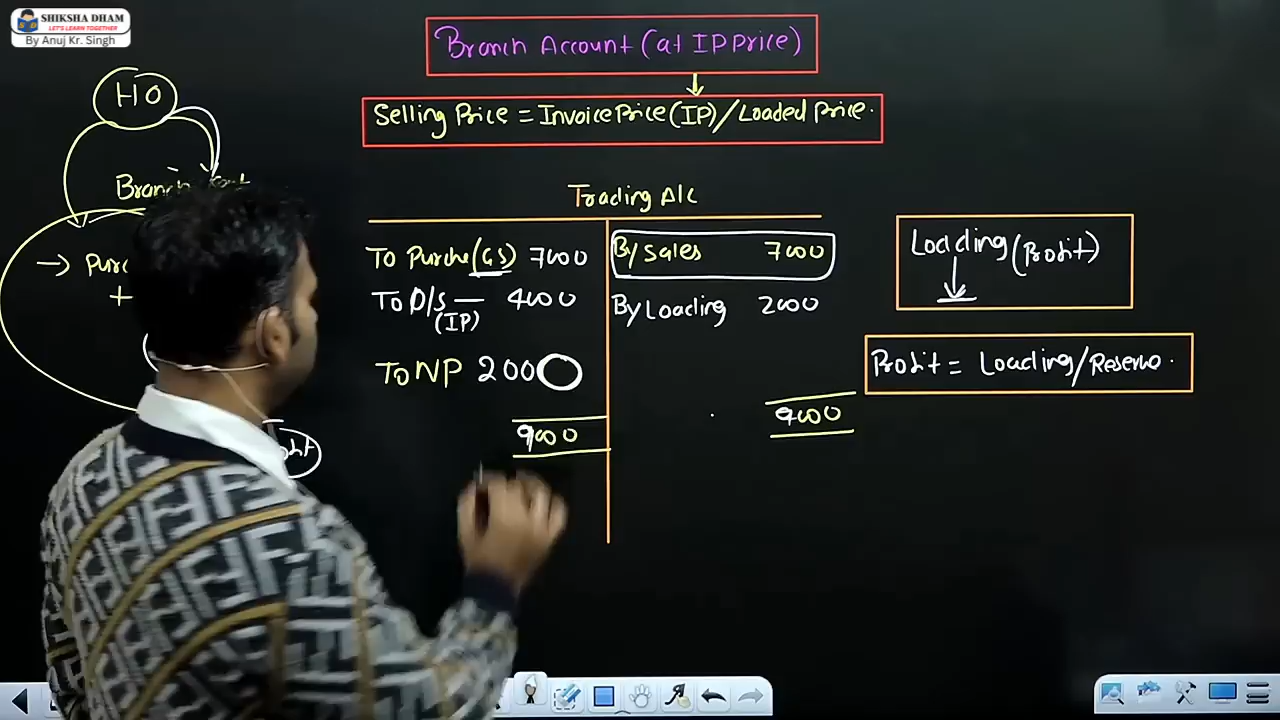 SHIKSHA DHAM
LET'S LEARN TOGETHER
By Anuj Kr. Singh
Branch Account (at IP Price)
Selling Price = Invoice Price (IP) / Loaded Price.
HO
Branch
Trading A/c
To Purche (GS) 7000 By Sales 7000
To D/s — 4000 By Loading 2000
(IP)
To NP 2000
9000 9000
Loading (Profit)
Profit = Loading/Reserve.
→
+